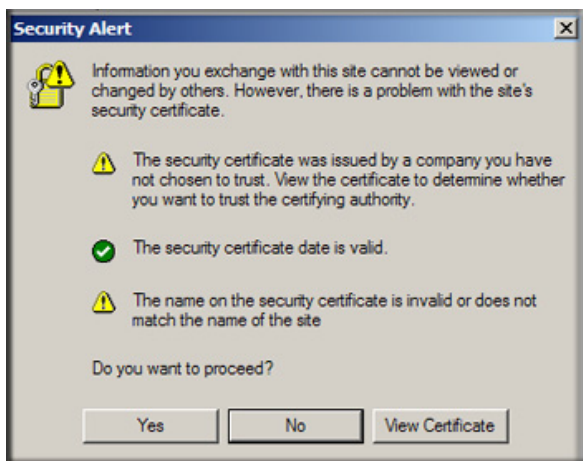 Security Alert
Information you exchange with this site cannot be viewed or
changed by others. However, there is a problem with the site's
security certificate.
The security certificate was issued by a company you have
not chosen to trust. View the certificate to determine whether
you want to trust the certifying authority.
The security certificate date is valid.
The name on the security certificate is invalid or does not
match the name of the site
Do you want to proceed?
Yes No View Certificate